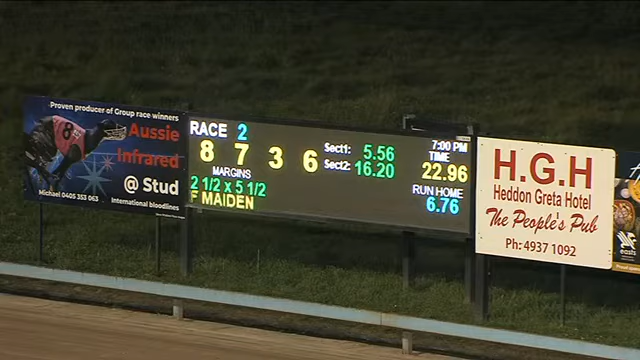 Proven producer of Group race winners
8
Aussie
Infrared
@ Stud
Michael 0405 353 063
International bloodlines
RACE 2
8 7 3 6
MARGINS
2 1/2 x 5 1/2
F MAIDEN
Sect1: 5.56
Sect2: 16.20
7:00 PM
TIME
22.96
RUN HOME
6.76
H.G.H
Heddon Greta Hotel
The People's Pub
Ph: 4937 1092
easts